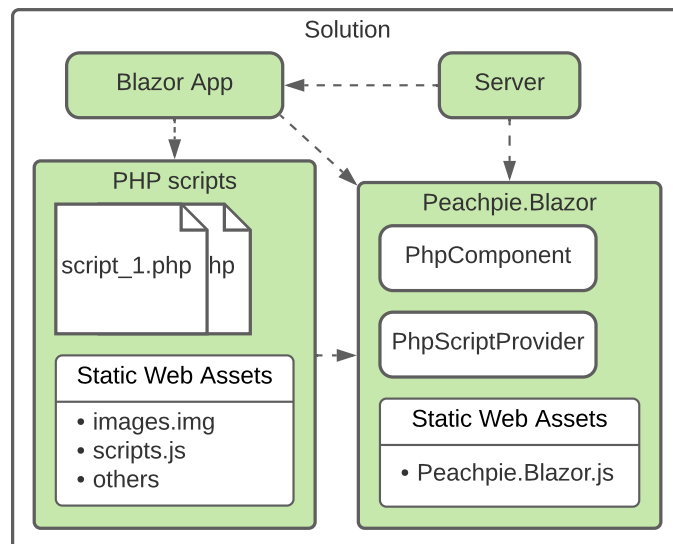 Solution
Blazor App
Server
PHP scripts
script_1.php
hp
Static Web Assets
• images.img
• scripts.js
• others
Peachpie.Blazor
PhpComponent
PhpScriptProvider
Static Web Assets
• Peachpie.Blazor.js